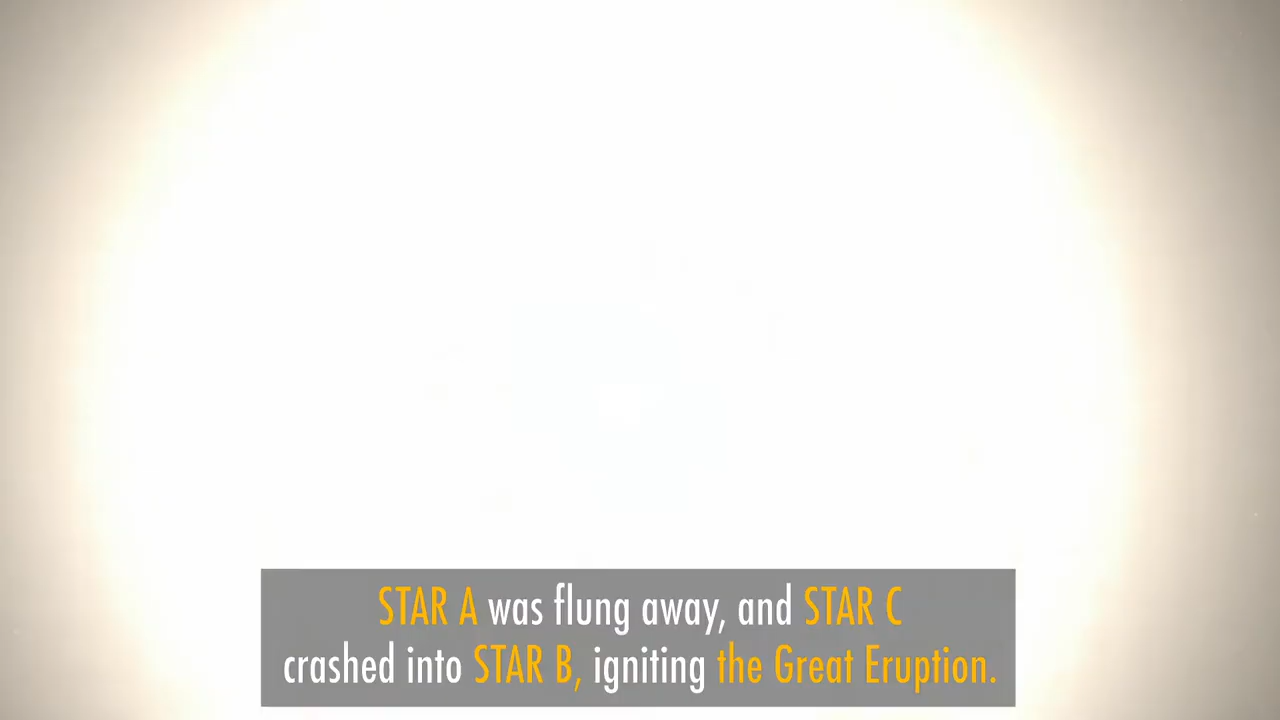 STAR A was flung away, and STAR C
crashed into STAR B, igniting the Great Eruption.